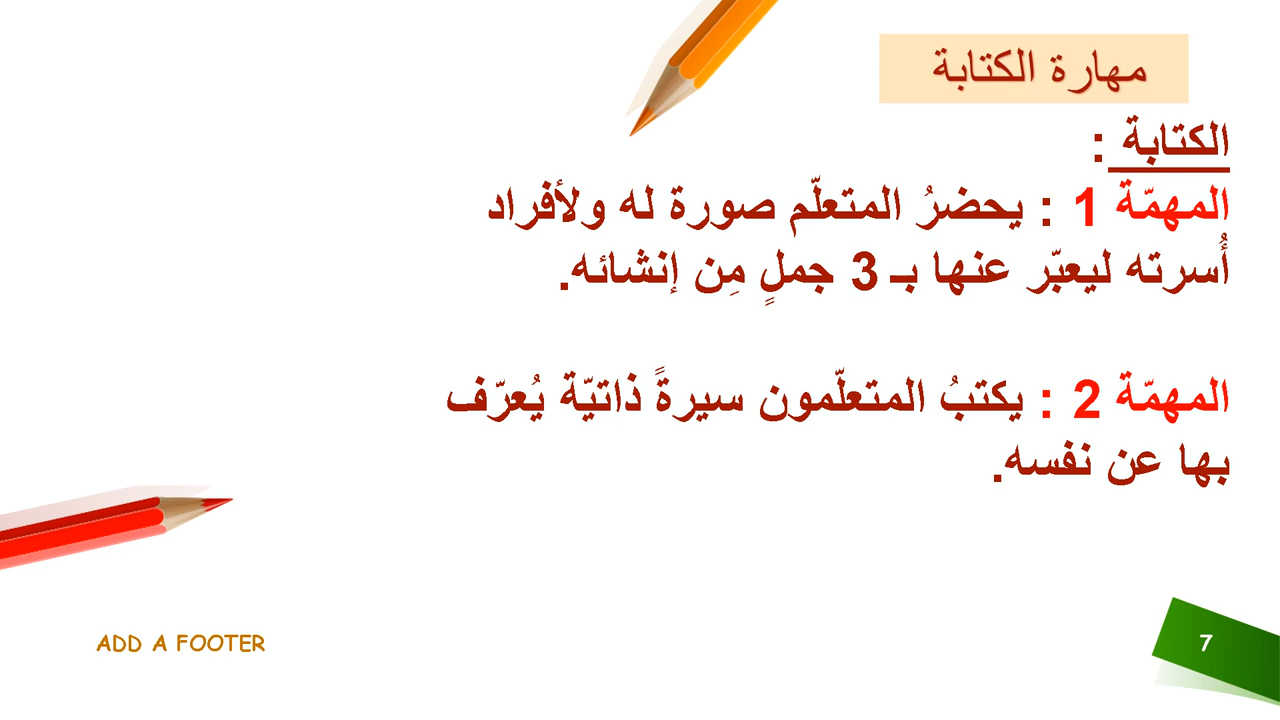 مهارة الكتابة
الكتابة :
المهمّة 1 : يحضرُ المتعلّم صورة له ولأفراد
أُسرته ليعبّر عنها بـ 3 جملٍ مِن إنشائه.
المهمّة 2 : يكتبُ المتعلّمون سيرةً ذاتيّة يُعرّف
بها عن نفسه.
ADD A FOOTER
7